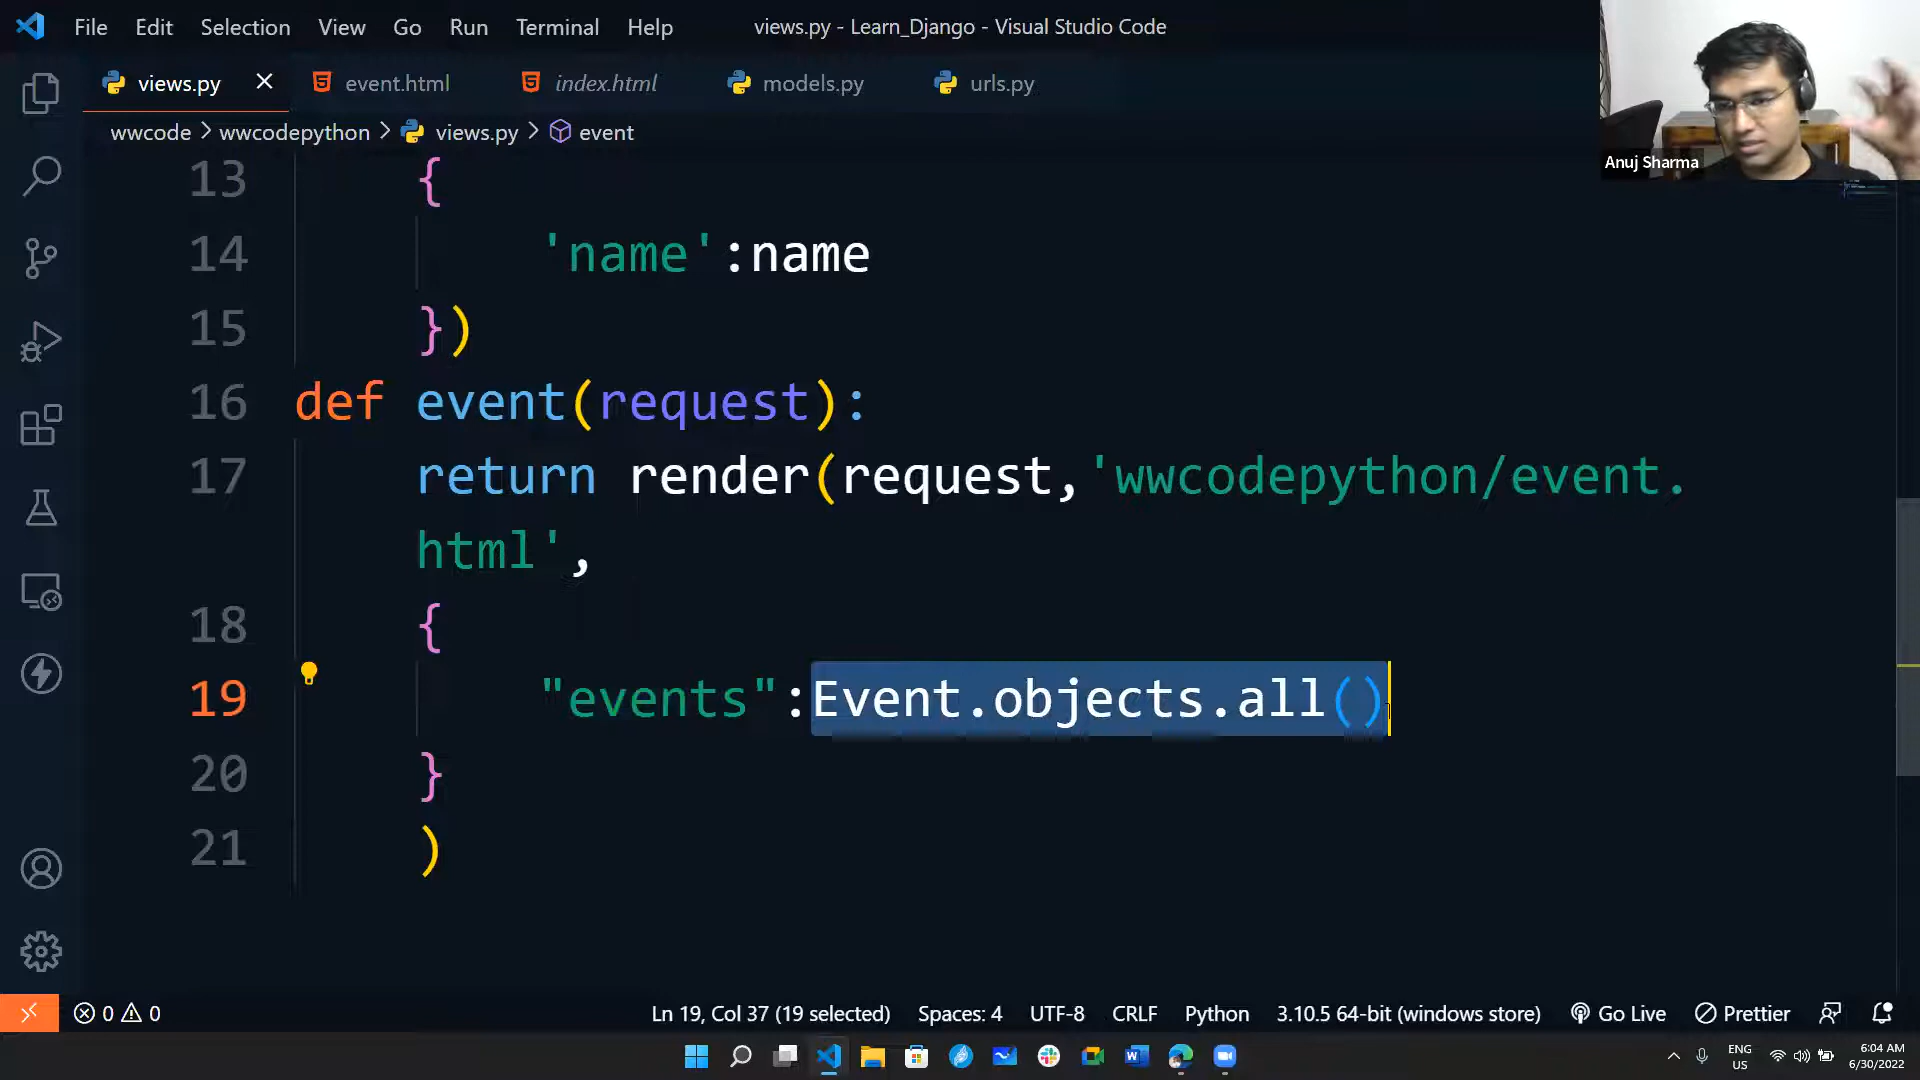 File Edit Selection View Go Run Terminal Help views.py - Learn_Django - Visual Studio Code
views.py event.html index.html models.py urls.py
wwcode > wwcodepython > views.py > event
Anuj Sharma
13 {
14 'name':name
15 })
16 def event(request):
17 return render(request,'wwcodepython/event.
html',
18 {
19 "events":Event.objects.all()
20 }
21 )
0 0 Ln 19, Col 37 (19 selected) Spaces: 4 UTF-8 CRLF Python 3.10.5 64-bit (windows store) Go Live Prettier
ENG
US
6:04 AM
6/30/2022